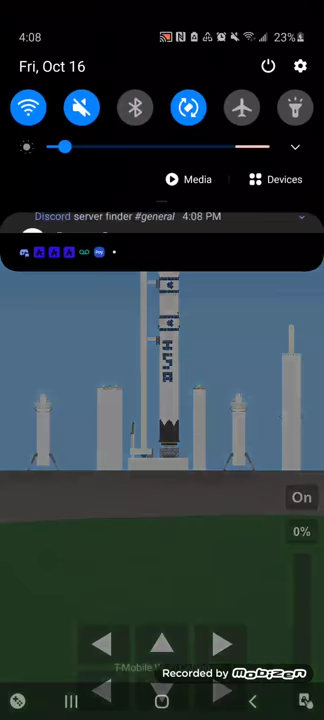 4:08
23%
Fri, Oct 16
Media
Devices
Discord server finder #general 4:08 PM
On
0%
T-Mobile
Recorded by Mobizen